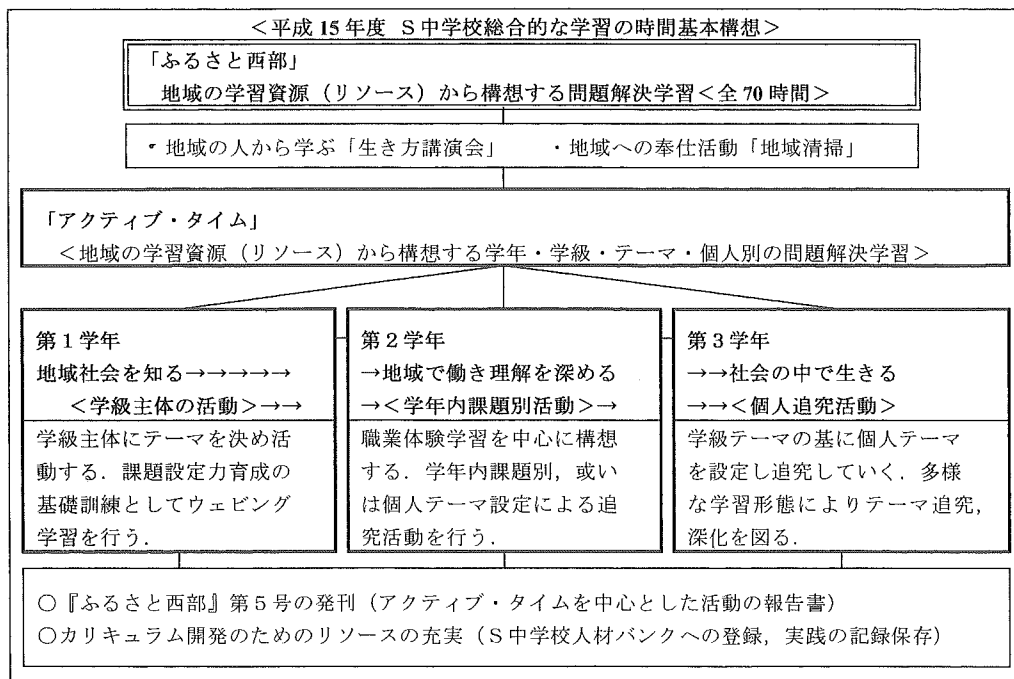 ＜平成15年度 S中学校総合的な学習の時間基本構想＞
「ふるさと西部」
地域の学習資源（リソース）から構想する問題解決学習＜全70時間＞
・地域の人から学ぶ「生き方講演会」 ・地域への奉仕活動「地域清掃」
「アクティブ・タイム」
＜地域の学習資源（リソース）から構想する学年・学級・テーマ・個人別の問題解決学習＞
第1学年
地域社会を知る→→→→→
＜学級主体の活動＞→→
学級主体にテーマを決め活
動する．課題設定力育成の
基礎訓練としてウェビング
学習を行う．
第2学年
→地域で働き理解を深める
→＜学年内課題別活動＞→
職業体験学習を中心に構想
する．学年内課題別，或い
は個人テーマ設定による追
究活動を行う．
第3学年
→→社会の中で生きる
→→＜個人追究活動＞
学級テーマの基に個人テーマ
を設定し追究していく．多様
な学習形態によりテーマ追究，
深化を図る．
○『ふるさと西部』第5号の発刊（アクティブ・タイムを中心とした活動の報告書）
○カリキュラム開発のためのリソースの充実（S中学校人材バンクへの登録，実践の記録保存）